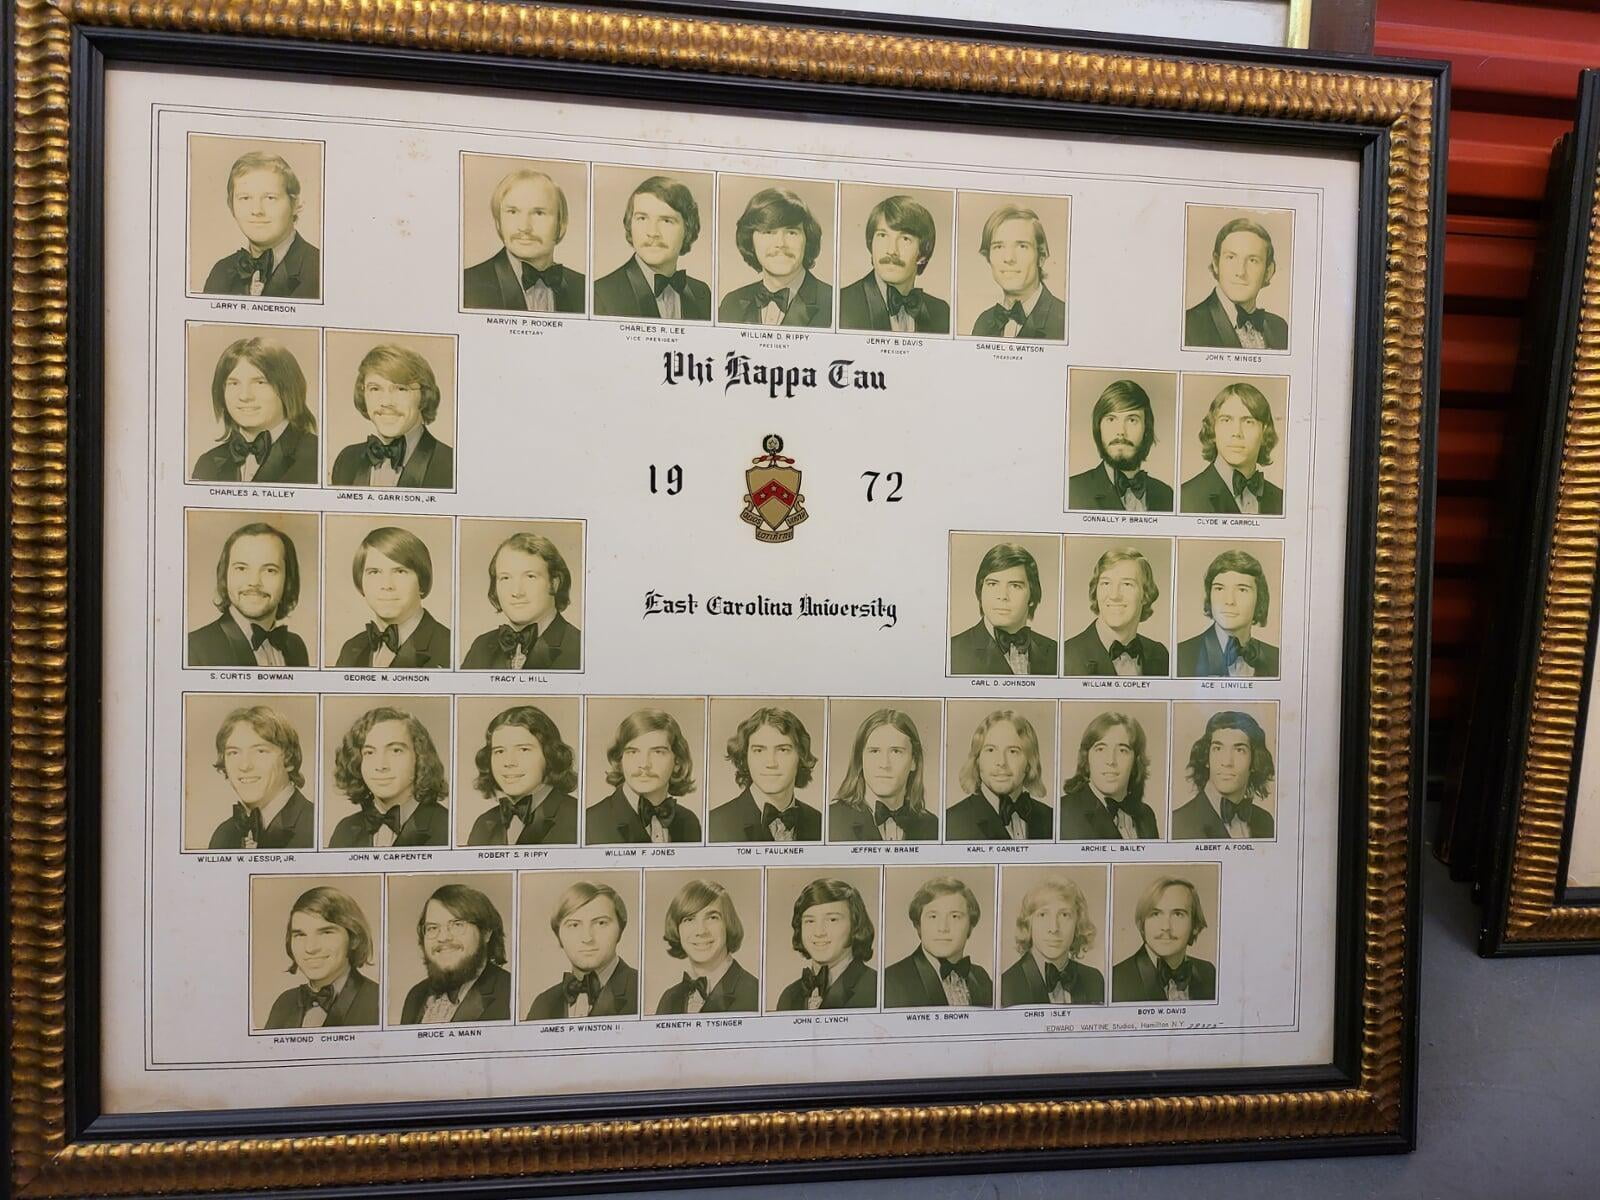 LARRY R. ANDERSON
MARVIN P. ROOKER
SECRETARY
CHARLES R. LEE
VICE PRESIDENT
WILLIAM D. RIPPY
PRESIDENT
JERRY B. DAVIS
PRESIDENT
SAMUEL G. WATSON
TREASURER
JOHN T. MINGES
Phi Kappa Tau
CHARLES A. TALLEY
JAMES A. GARRISON, JR.
19 72
CONNALLY P. BRANCH
CLYDE W. CARROLL
East Carolina University
S. CURTIS BOWMAN
GEORGE M. JOHNSON
TRACY L. HILL
CARL D. JOHNSON
WILLIAM G. COPLEY
ACE LINVILLE
WILLIAM W. JESSUP, JR.
JOHN W. CARPENTER
ROBERT S. RIPPY
WILLIAM F. JONES
TOM L. FAULKNER
JEFFREY W. BRAME
KARL F. GARRETT
ARCHIE L. BAILEY
ALBERT A. FODEL
RAYMOND CHURCH
BRUCE A. MANN
JAMES P. WINSTON II
KENNETH R. TYSINGER
JOHN C. LYNCH
WAYNE S. BROWN
CHRIS ISLEY
BOYD W. DAVIS
EDWARD VANTINE Studios, Hamilton N.Y.